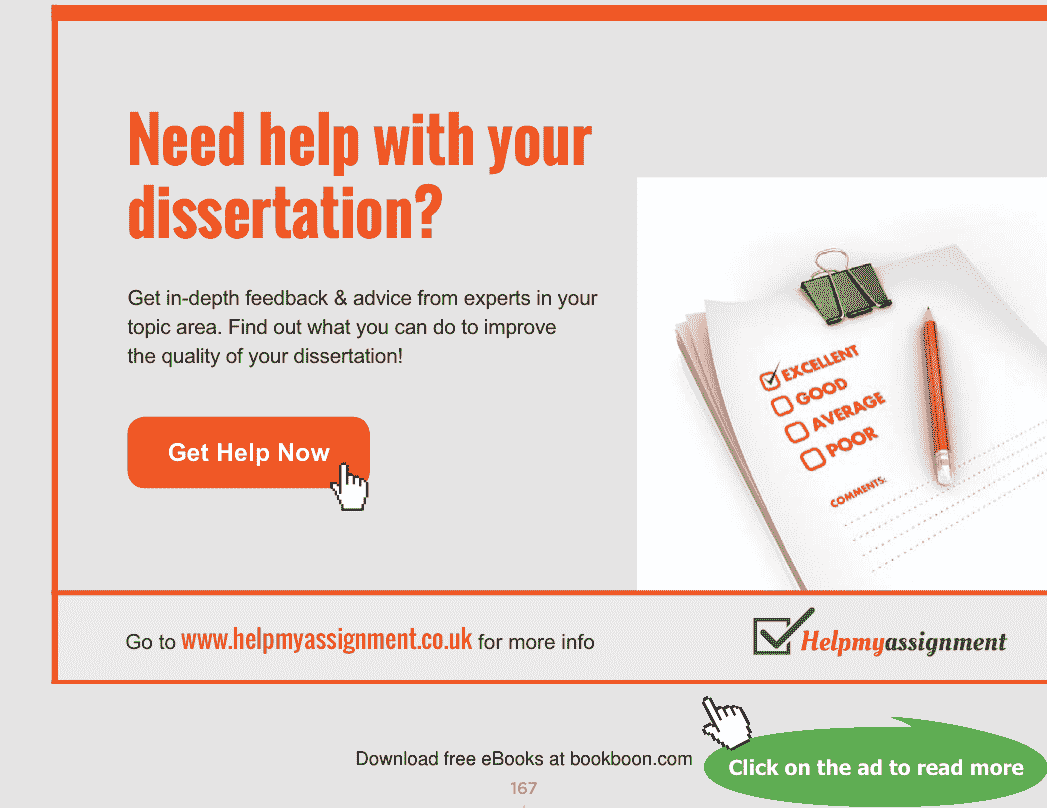 Need help with your
dissertation?
Get in-depth feedback & advice from experts in your
topic area. Find out what you can do to improve
the quality of your dissertation!
Get Help Now
EXCELLENT
GOOD
AVERAGE
POOR
COMMENTS:
Go to www.helpmyassignment.co.uk for more info
Helpmyassignment
Download free eBooks at bookboon.com
Click on the ad to read more
167